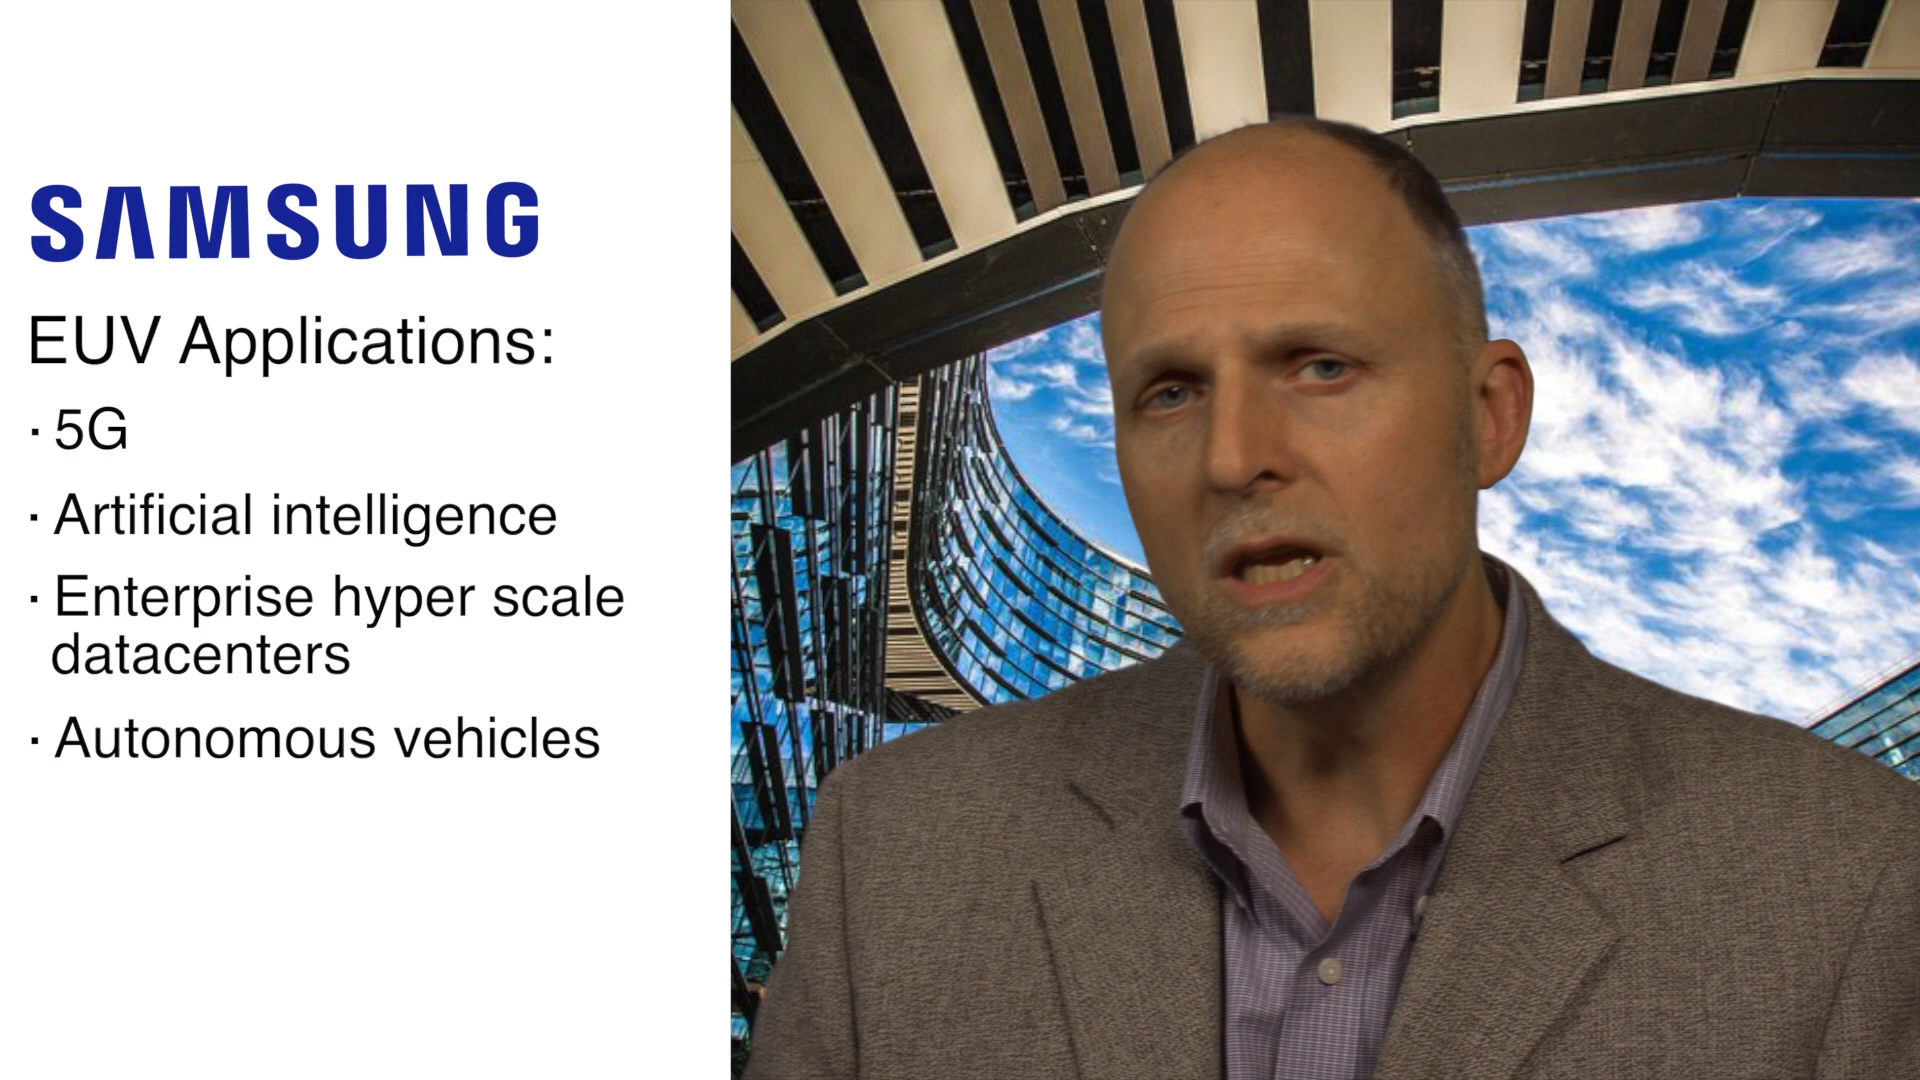 SAMSUNG
EUV Applications:
· 5G
· Artificial intelligence
· Enterprise hyper scale
datacenters
· Autonomous vehicles